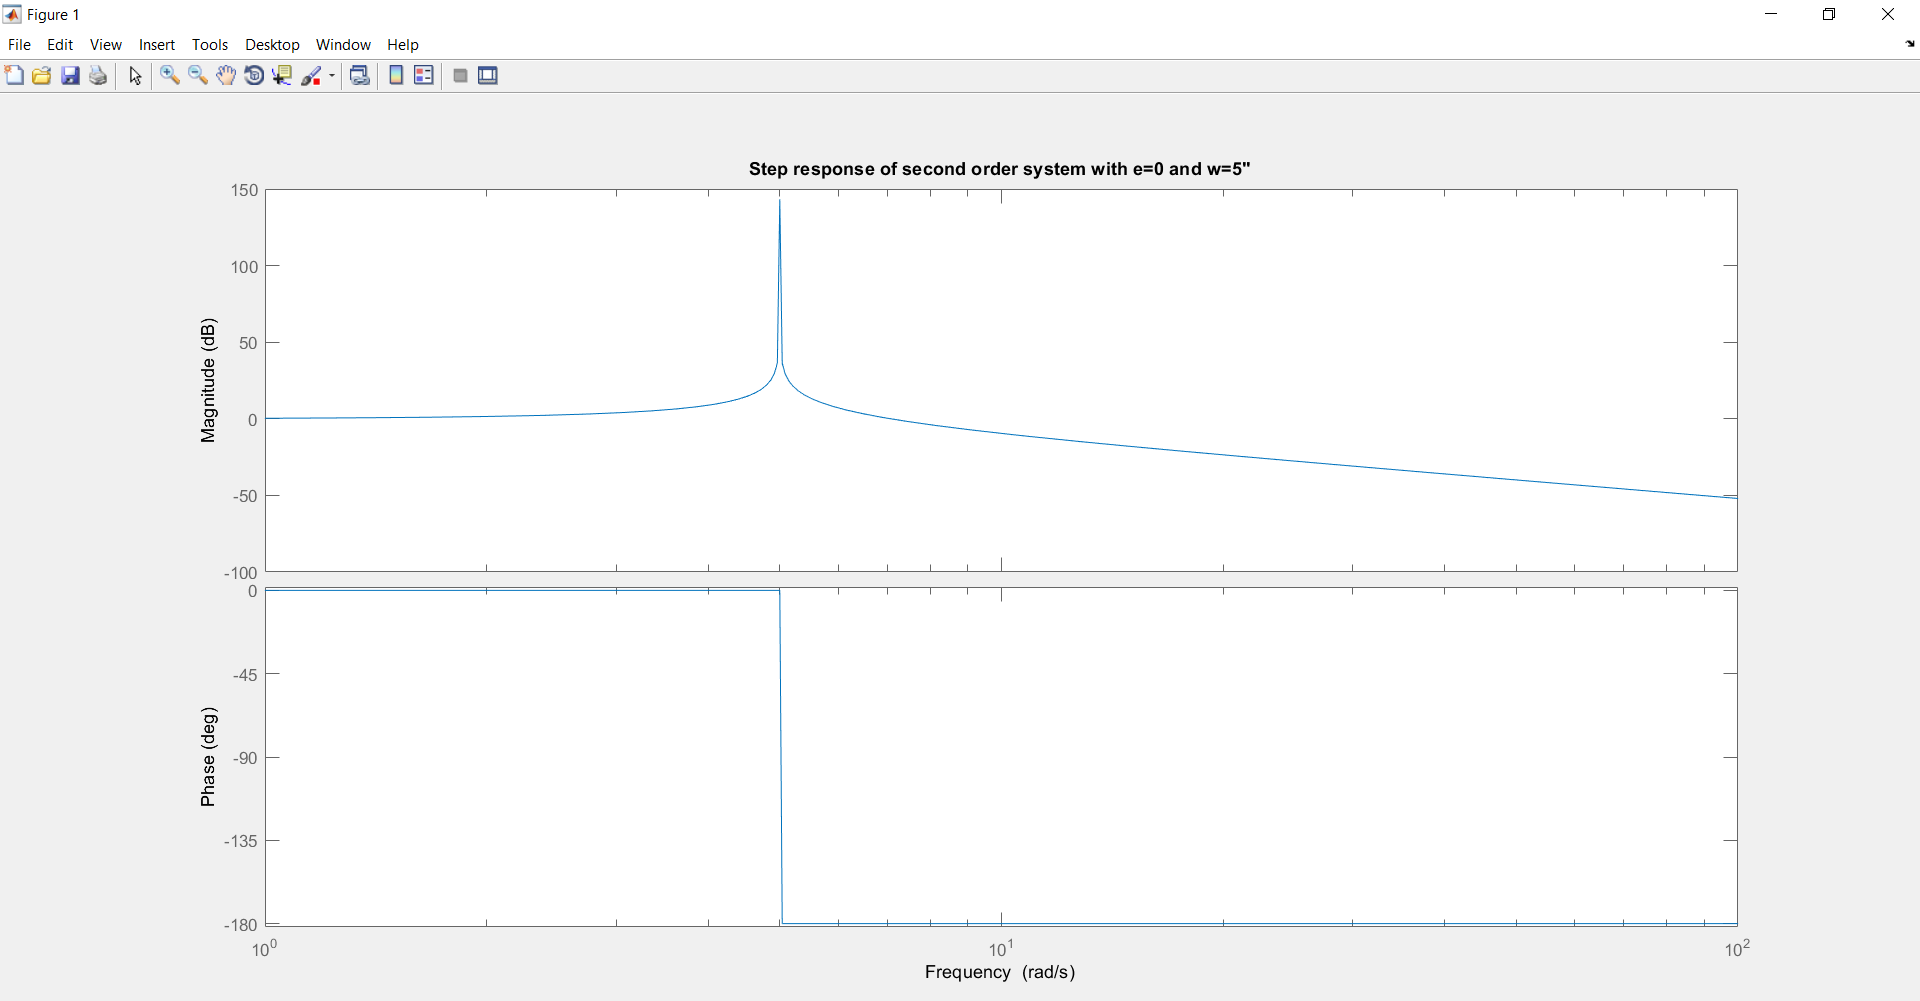 Figure 1
File Edit View Insert Tools Desktop Window Help
Step response of second order system with e=0 and w=5"
150
100
50
0
-50
-100
Magnitude (dB)
0
-45
-90
-135
-180
Phase (deg)
10^0 10^1 10^2
Frequency (rad/s)